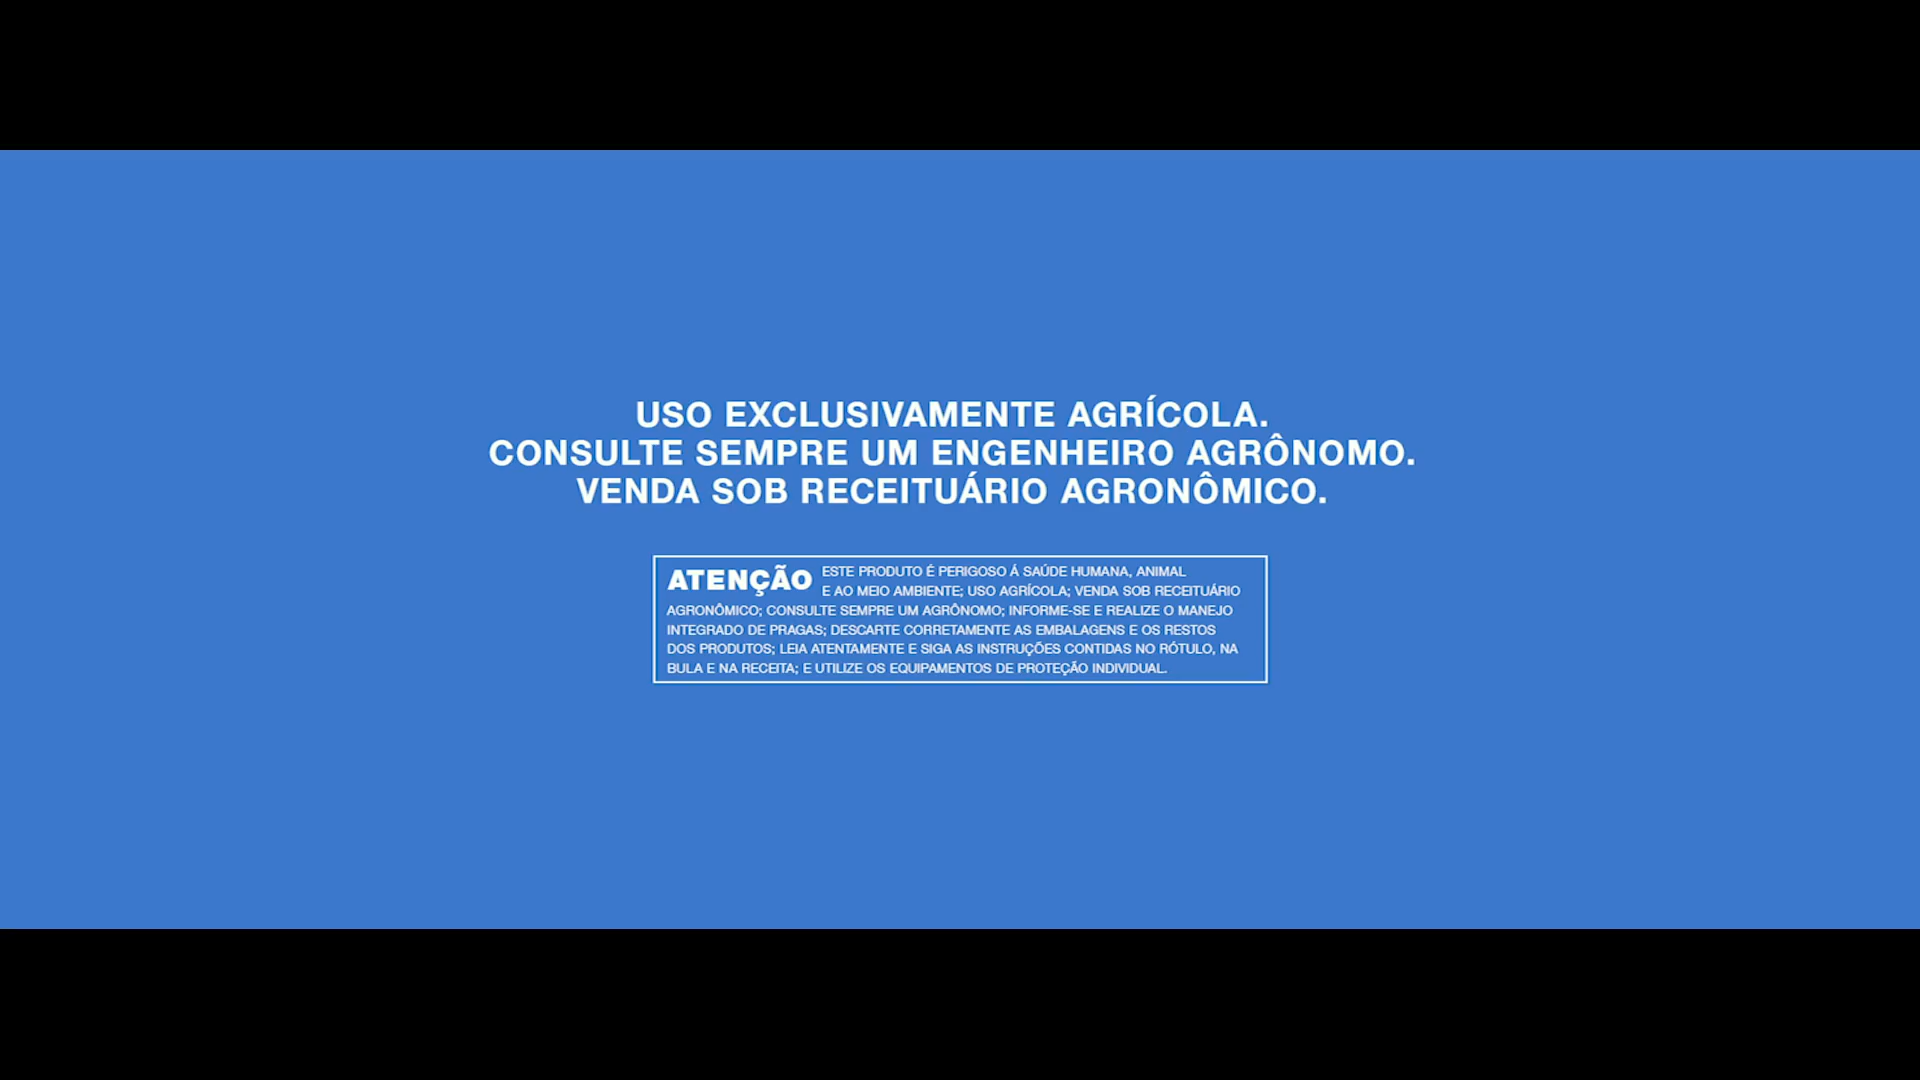 USO EXCLUSIVAMENTE AGRÍCOLA.
CONSULTE SEMPRE UM ENGENHEIRO AGRÔNOMO.
VENDA SOB RECEITUÁRIO AGRONÔMICO.
ATENÇÃO ESTE PRODUTO É PERIGOSO Á SAÚDE HUMANA, ANIMAL
E AO MEIO AMBIENTE; USO AGRÍCOLA; VENDA SOB RECEITUÁRIO
AGRONÔMICO; CONSULTE SEMPRE UM AGRÔNOMO; INFORME-SE E REALIZE O MANEJO
INTEGRADO DE PRAGAS; DESCARTE CORRETAMENTE AS EMBALAGENS E OS RESTOS
DOS PRODUTOS; LEIA ATENTAMENTE E SIGA AS INSTRUÇÕES CONTIDAS NO RÓTULO, NA
BULA E NA RECEITA; E UTILIZE OS EQUIPAMENTOS DE PROTEÇÃO INDIVIDUAL.